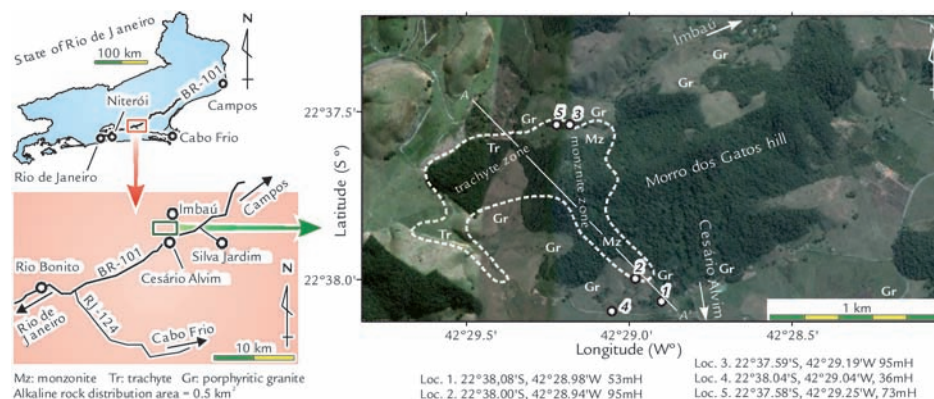 State of Rio de Janeiro
100 km
N
BR-101
Niterói
Campos
Cabo Frio
Rio de Janeiro
Imbaú
Campos
BR-101
Silva Jardim
Rio Bonito
Cesário Alvim
N
Rio de Janeiro
RJ-124
Cabo Frio
10 km
Mz: monzonite Tr: trachyte Gr: porphyritic granite
Alkaline rock distribution area = 0.5 km²
Latitude (S°)
22°37.5'
22°38.0'
Imbaú
N
Gr
A
5 3
Gr Gr
Mz
Tr
trachyte zone
monznite zone
Morro dos Gatos hill
Gr
Gr
Mz
Tr
Gr
2
Gr
1
4
A'
Cesário Alvim
Gr
Gr
1 km
42°29.5' 42°29.0' 42°28.5'
Longitude (W°)
Loc. 1. 22°38,08'S, 42°28.98'W 53mH
Loc. 2. 22°38.00'S, 42°28.94'W 95mH
Loc. 3. 22°37.59'S, 42°29.19'W 95mH
Loc. 4. 22°38.04'S, 42°29.04'W, 36mH
Loc. 5. 22°37.58'S, 42°29.25'W, 73mH